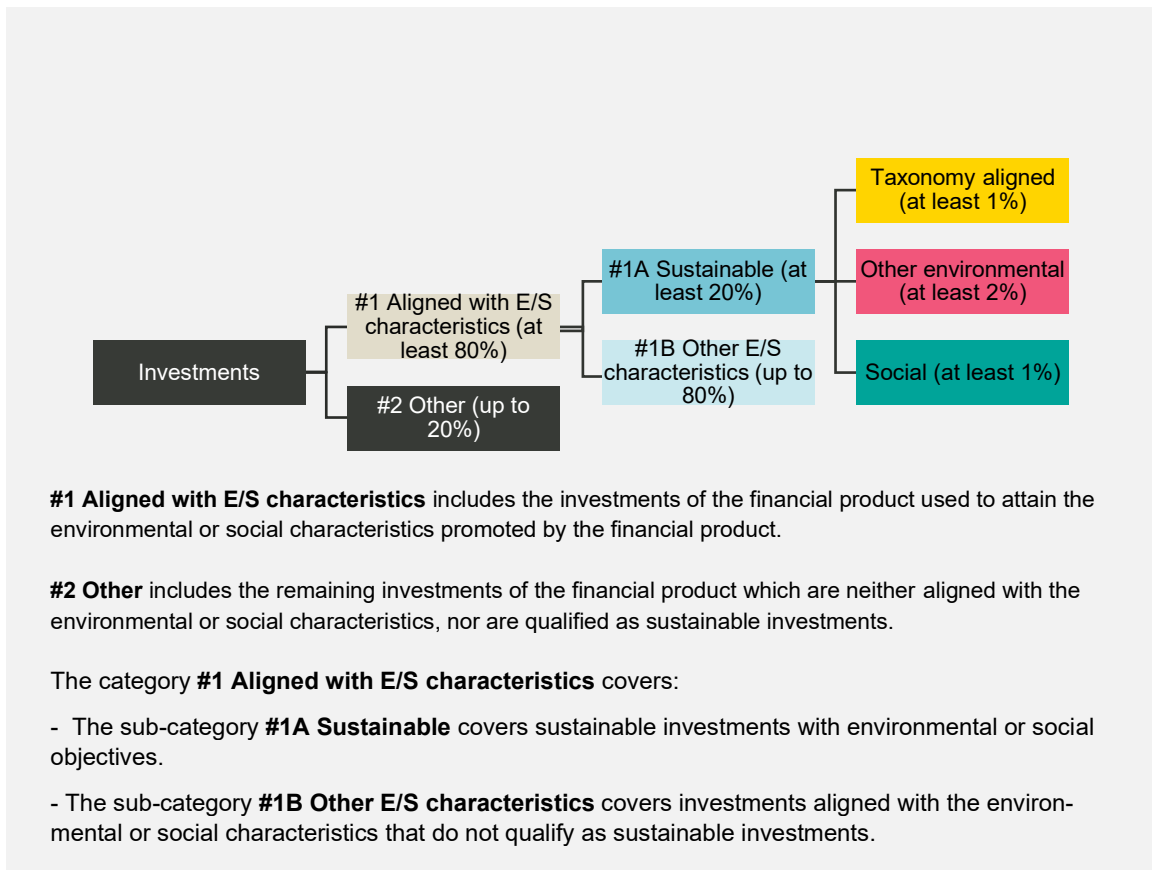 Taxonomy aligned
(at least 1%)
#1A Sustainable (at
least 20%)
Other environmental
(at least 2%)
#1 Aligned with E/S
characteristics (at
least 80%)
#1B Other E/S
characteristics (up to
80%)
Investments
Social (at least 1%)
#2 Other (up to
20%)
#1 Aligned with E/S characteristics includes the investments of the financial product used to attain the
environmental or social characteristics promoted by the financial product.
#2 Other includes the remaining investments of the financial product which are neither aligned with the
environmental or social characteristics, nor are qualified as sustainable investments.
The category #1 Aligned with E/S characteristics covers:
- The sub-category #1A Sustainable covers sustainable investments with environmental or social
objectives.
- The sub-category #1B Other E/S characteristics covers investments aligned with the environ-
mental or social characteristics that do not qualify as sustainable investments.